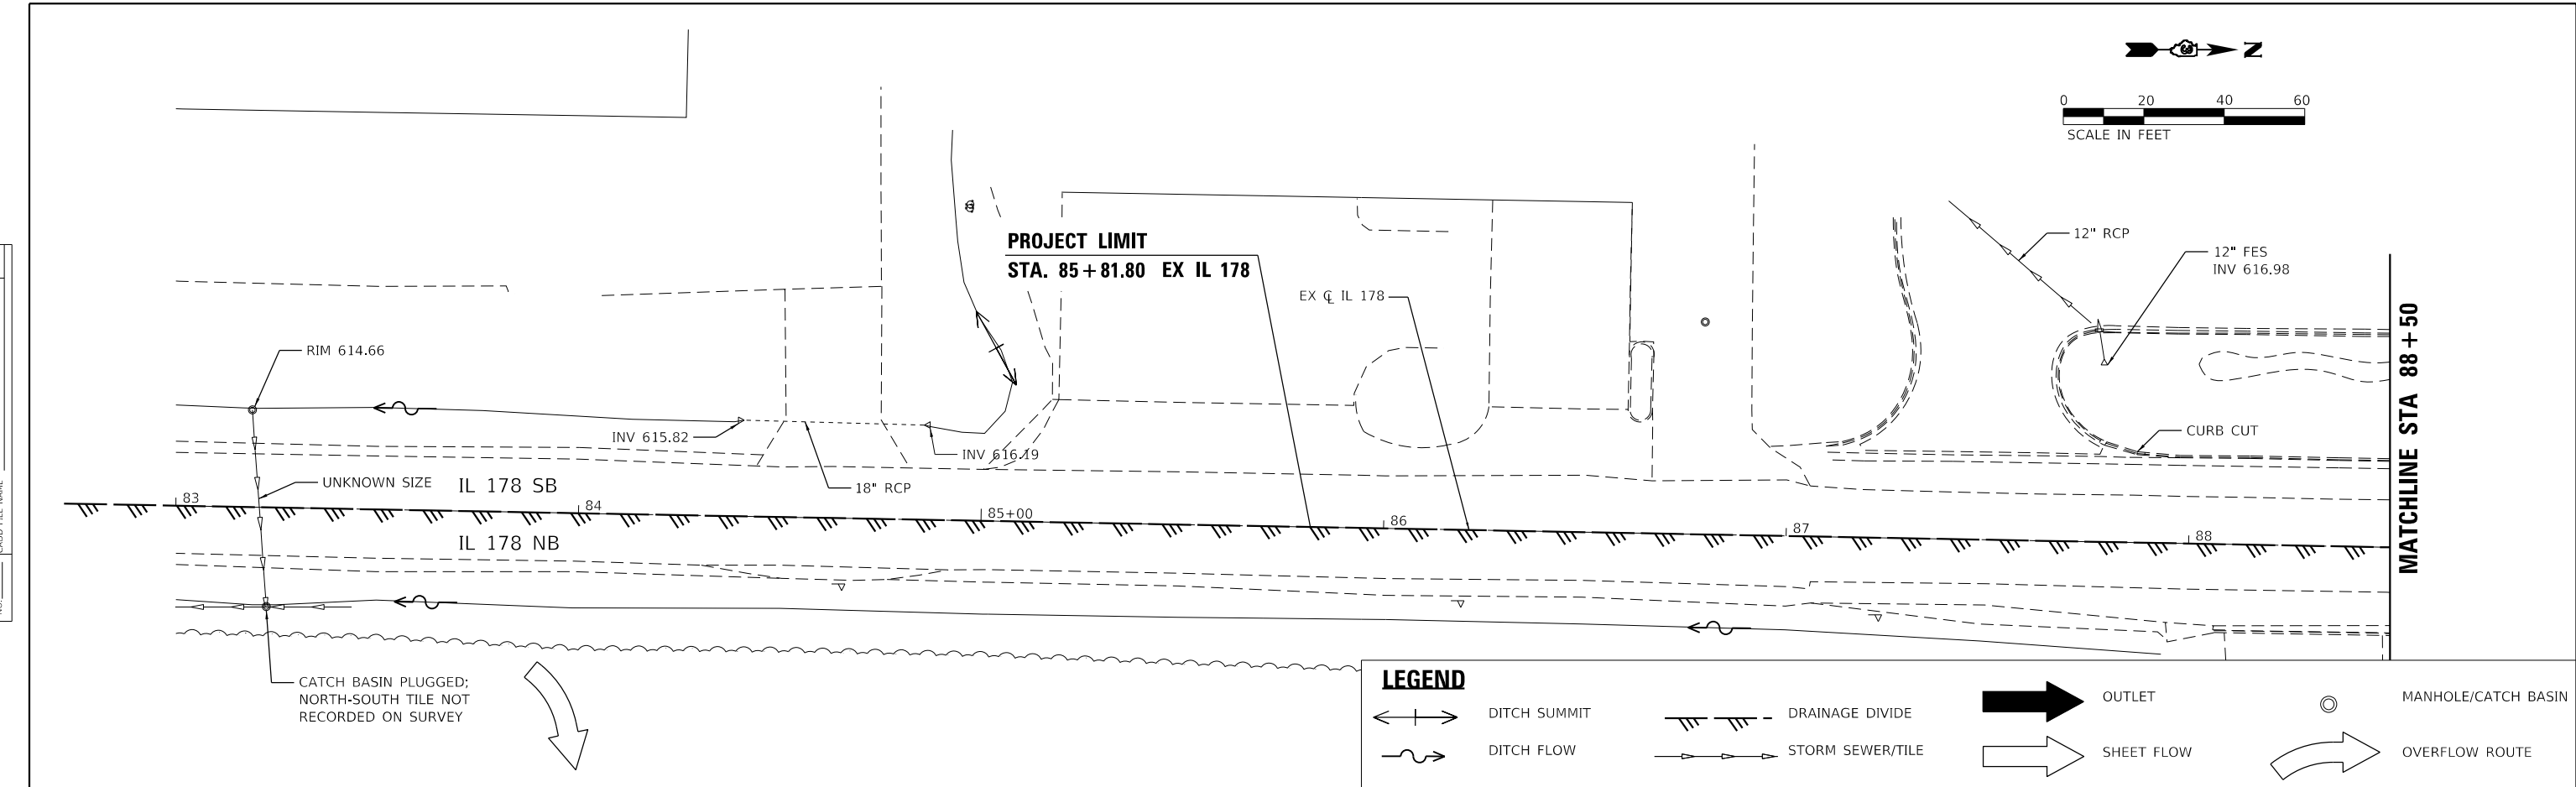 N
0 20 40 60
SCALE IN FEET
PROJECT LIMIT
STA. 85+81.80 EX IL 178
EX ℄ IL 178
12" RCP
12" FES
INV 616.98
RIM 614.66
INV 615.82
INV 616.19
18" RCP
UNKNOWN SIZE
IL 178 SB
IL 178 NB
CURB CUT
83
84
85+00
86
87
88
MATCHLINE STA 88+50
CATCH BASIN PLUGGED;
NORTH-SOUTH TILE NOT
RECORDED ON SURVEY
LEGEND
DITCH SUMMIT
DITCH FLOW
DRAINAGE DIVIDE
STORM SEWER/TILE
OUTLET
SHEET FLOW
MANHOLE/CATCH BASIN
OVERFLOW ROUTE